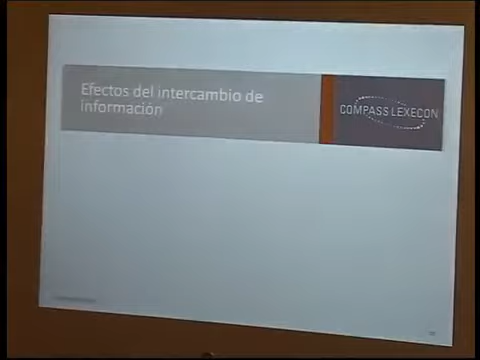 Efectos del intercambio de
información
COMPASS LEXECON